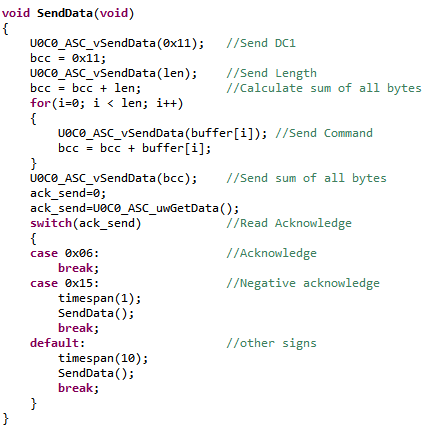 void SendData(void)
{
    U0C0_ASC_vSendData(0x11);   //Send DC1
    bcc = 0x11;
    U0C0_ASC_vSendData(len);    //Send Length
    bcc = bcc + len;            //Calculate sum of all bytes
    for(i=0; i < len; i++)
    {
        U0C0_ASC_vSendData(buffer[i]); //Send Command
        bcc = bcc + buffer[i];
    }
    U0C0_ASC_vSendData(bcc);    //Send sum of all bytes
    ack_send=0;
    ack_send=U0C0_ASC_uwGetData();
    switch(ack_send)            //Read Acknowledge
    {
    case 0x06:                  //Acknowledge
        break;
    case 0x15:                  //Negative acknowledge
        timespan(1);
        SendData();
        break;
    default:                    //other signs
        timespan(10);
        SendData();
        break;
    }
}